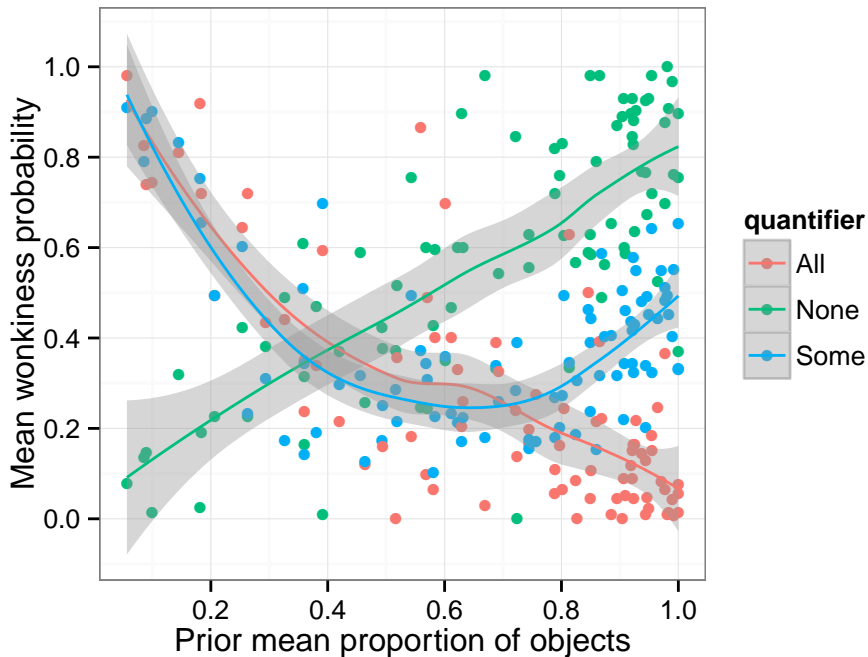 Mean wonkiness probability
1.0
0.8
0.6
0.4
0.2
0.0
0.2 0.4 0.6 0.8 1.0
Prior mean proportion of objects
quantifier
All
None
Some